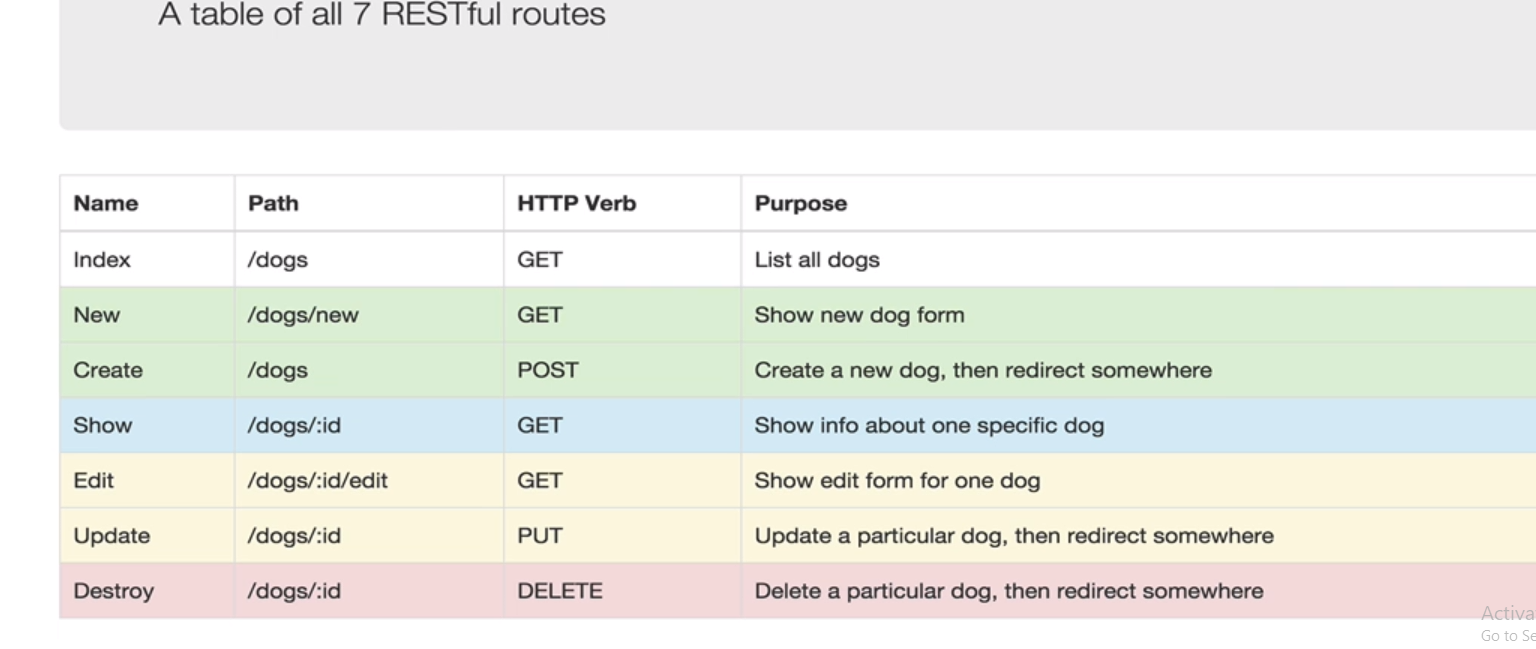 A table of all 7 RESTful routes
Name Path HTTP Verb Purpose
Index /dogs GET List all dogs
New /dogs/new GET Show new dog form
Create /dogs POST Create a new dog, then redirect somewhere
Show /dogs/:id GET Show info about one specific dog
Edit /dogs/:id/edit GET Show edit form for one dog
Update /dogs/:id PUT Update a particular dog, then redirect somewhere
Destroy /dogs/:id DELETE Delete a particular dog, then redirect somewhere
Activa
Go to Se